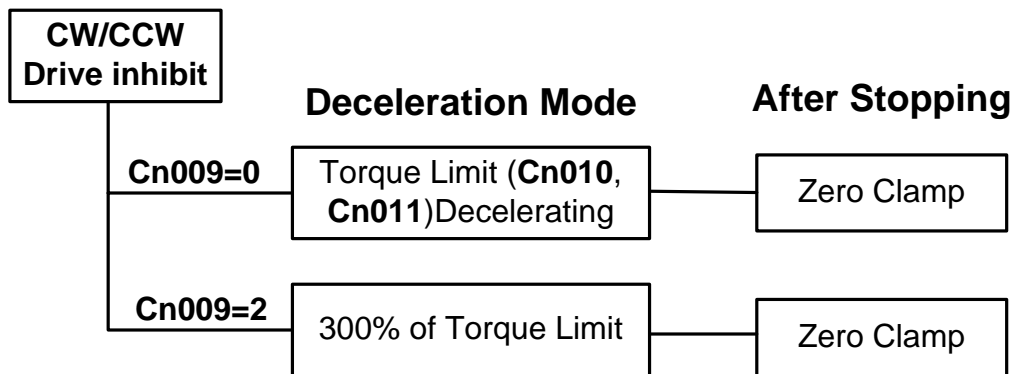 CW/CCW
Drive inhibit
Deceleration Mode
After Stopping
Cn009=0
Torque Limit (Cn010,
Cn011)Decelerating
Zero Clamp
Cn009=2
300% of Torque Limit
Zero Clamp